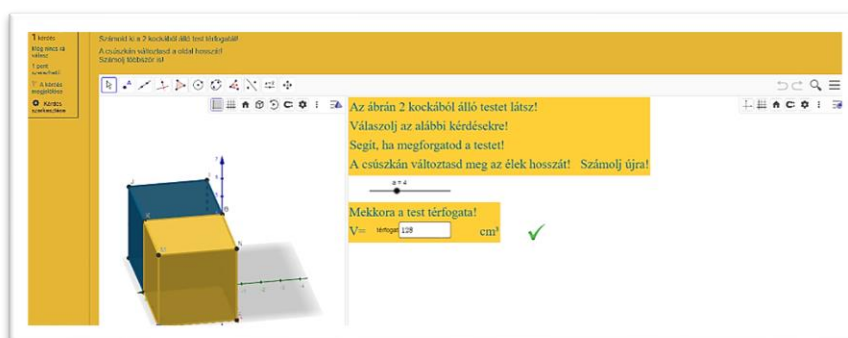 1 kérdés
Még nincs rá
válasz
1 pont
szerezhető
A kérdés
megjelölése
Kérdés
szerkesztése
Számold ki a 2 kockából álló test térfogatát!
A csúszkán változtasd a oldal hosszát!
Számolj többször is!
Az ábrán 2 kockából álló testet látsz!
Válaszolj az alábbi kérdésekre!
Segít, ha megforgatod a testet!
A csúszkán változtasd meg az élek hosszát! Számolj újra!
a = 4
Mekkora a test térfogata!
V= térfogat 128 cm³